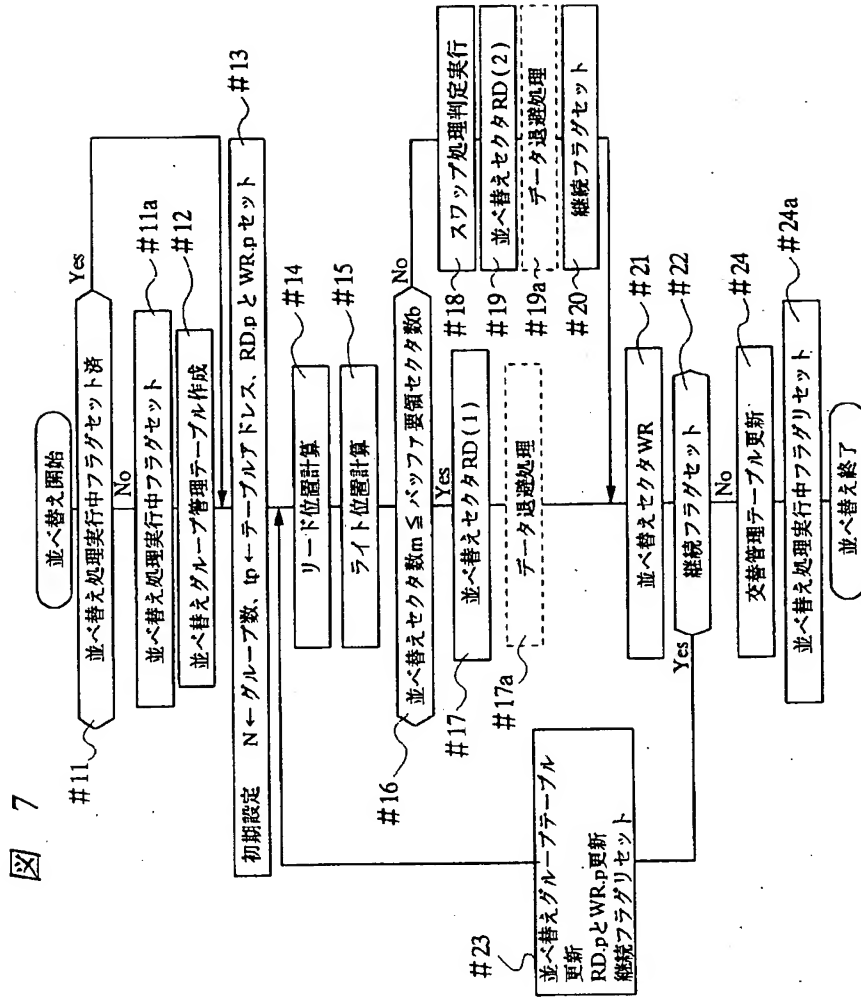 図 7
並べ替え開始
#11
並べ替え処理実行中フラグセット済
Yes
No
#11a
並べ替え処理実行中フラグセット
#12
並べ替えグループ管理テーブル作成
#13
初期設定 N←グループ数、tp←テーブルアドレス、RD.pとWR.pセット
#14
リード位置計算
#15
ライト位置計算
#16
並べ替えセクタ数m≦バッファ要領セクタ数b
No
Yes
#17
並べ替えセクタRD(1)
#17a
データ退避処理
#18
スワップ処理判定実行
#19
並べ替えセクタRD(2)
#19a
データ退避処理
#20
継続フラグセット
#21
並べ替えセクタWR
#22
継続フラグセット
Yes
No
#23
並べ替えグループテーブル
更新
RD.pとWR.p更新
継続フラグリセット
#24
交替管理テーブル更新
#24a
並べ替え処理実行中フラグリセット
並べ替え終了